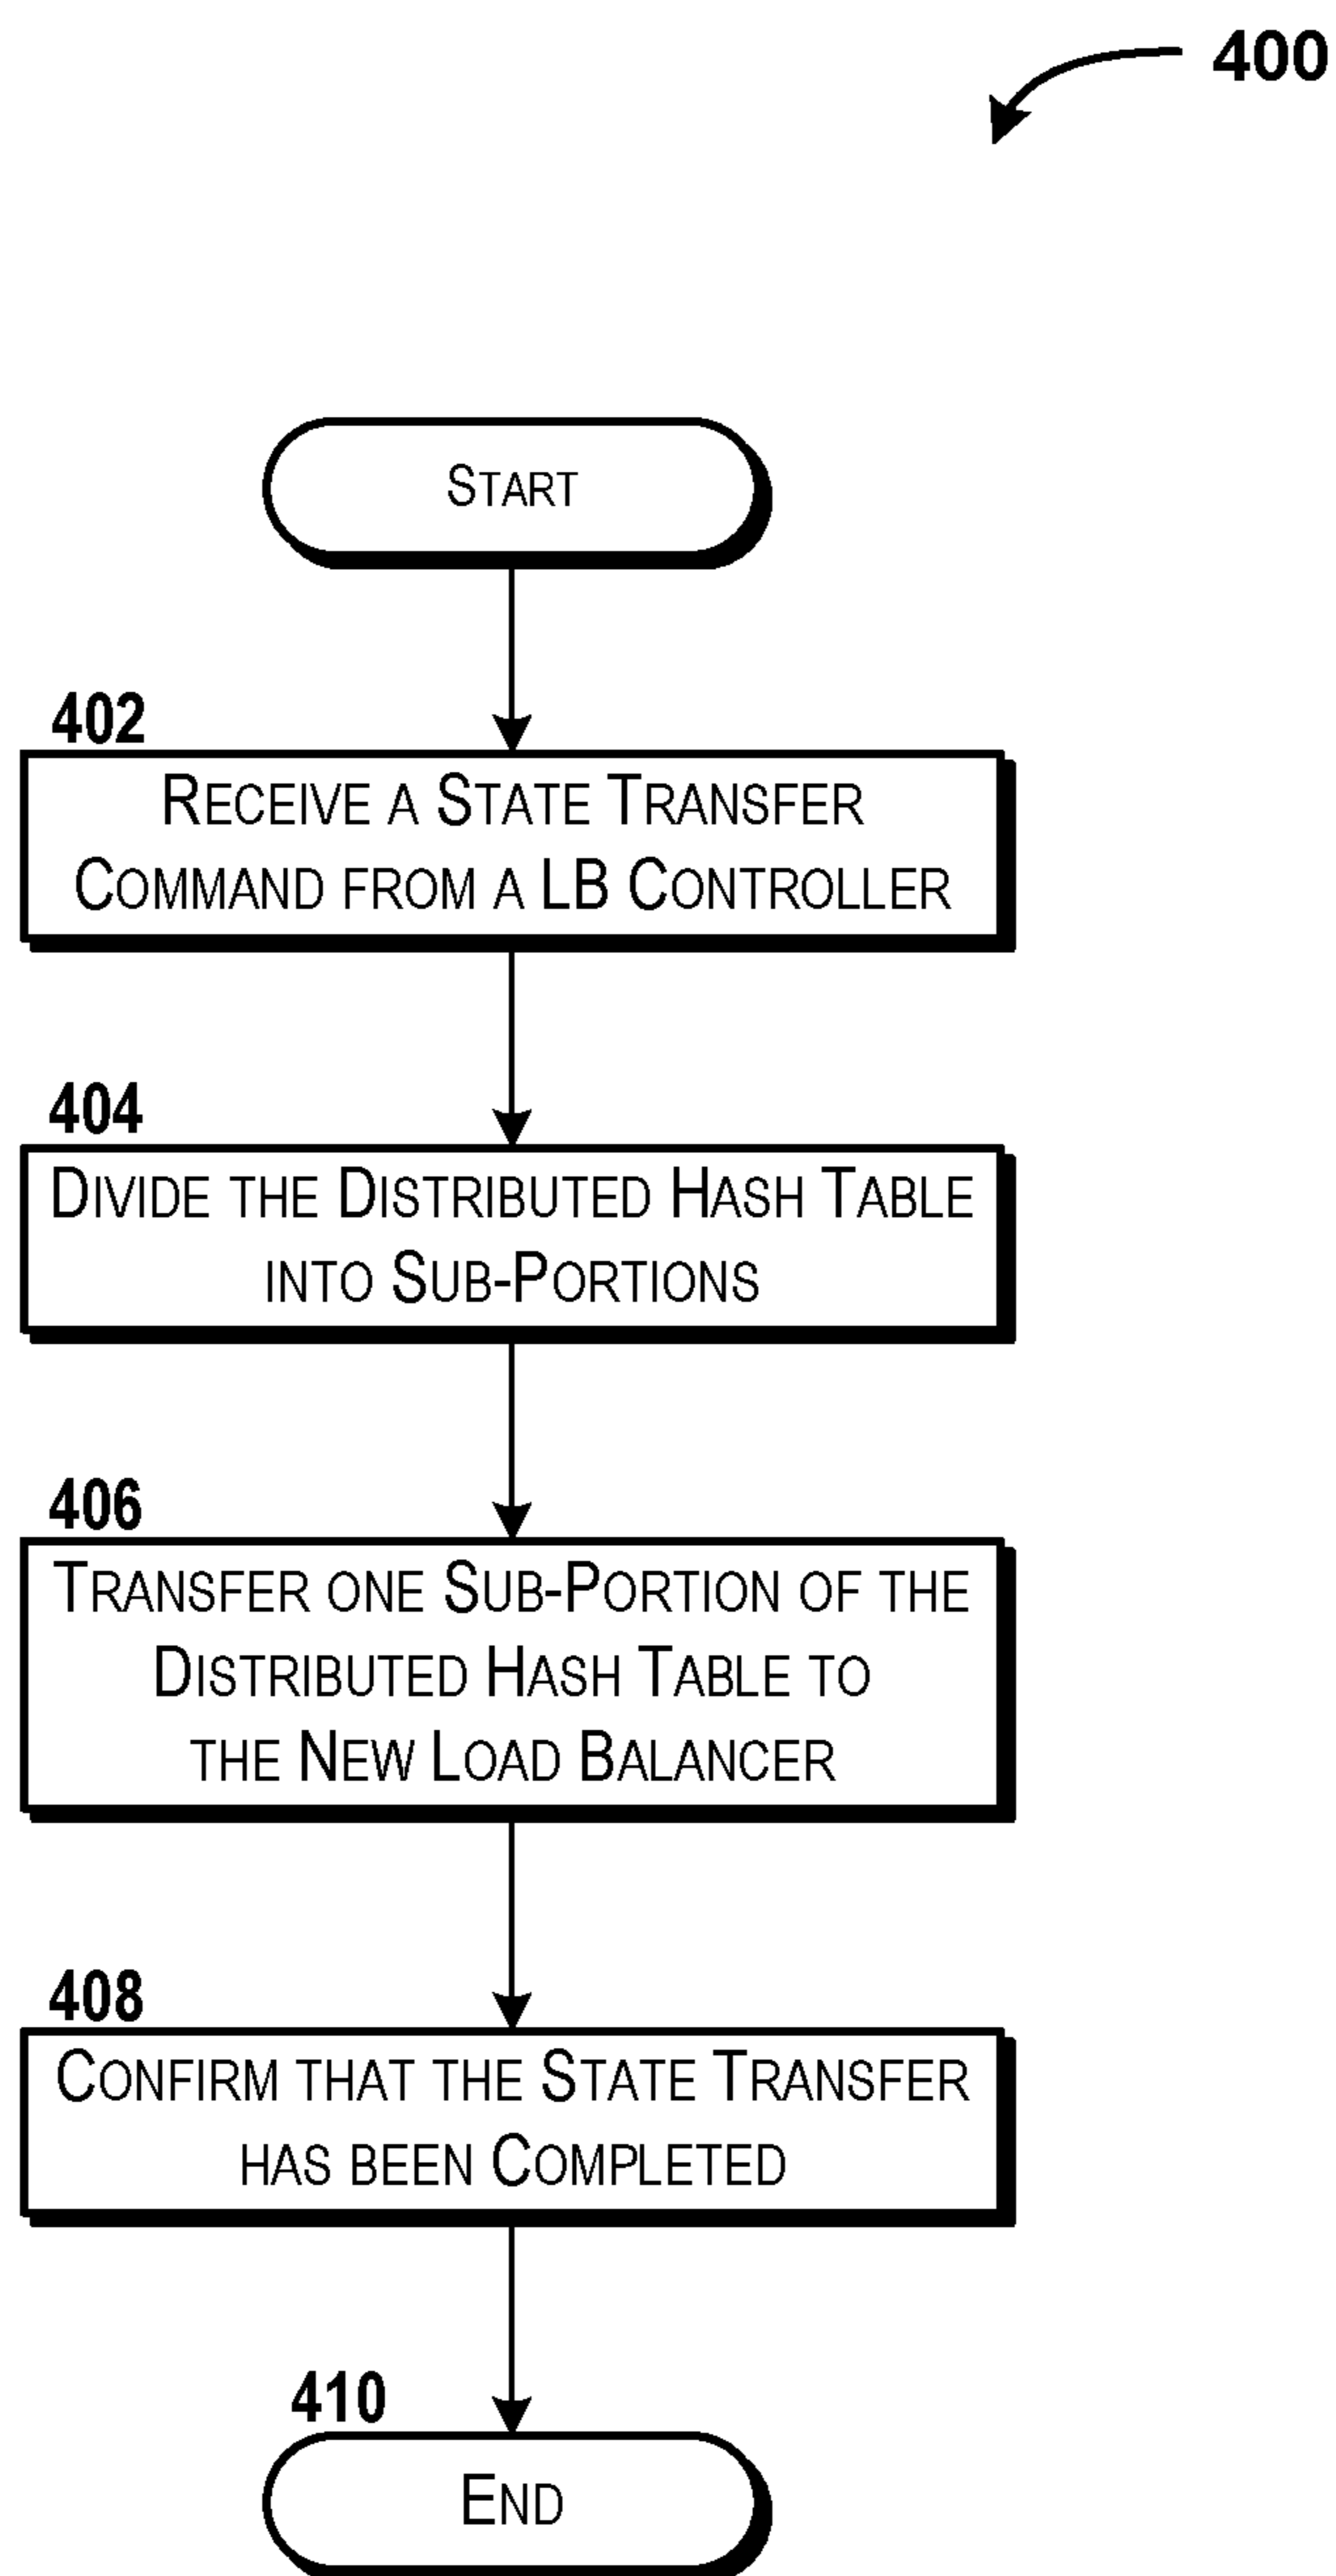 400
START
402
RECEIVE A STATE TRANSFER
COMMAND FROM A LB CONTROLLER
404
DIVIDE THE DISTRIBUTED HASH TABLE
INTO SUB-PORTIONS
406
TRANSFER ONE SUB-PORTION OF THE
DISTRIBUTED HASH TABLE TO
THE NEW LOAD BALANCER
408
CONFIRM THAT THE STATE TRANSFER
HAS BEEN COMPLETED
410
END